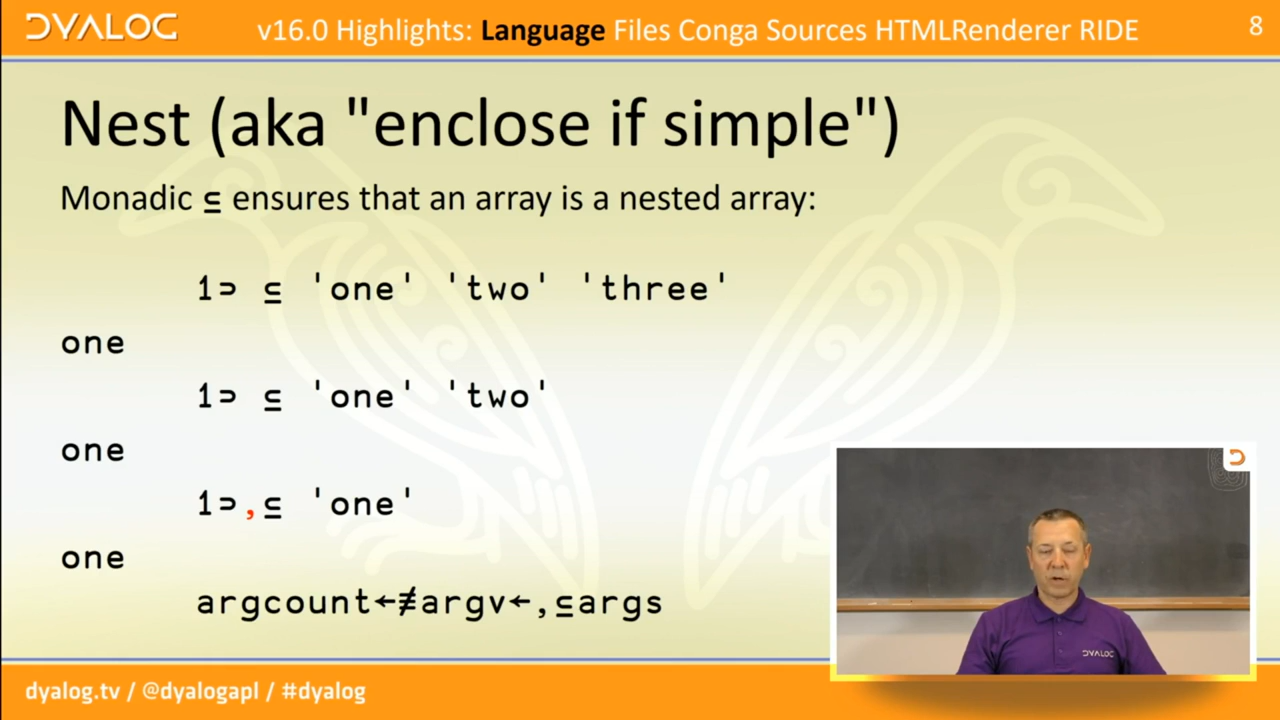 DYALOG
v16.0 Highlights: Language Files Conga Sources HTMLRenderer RIDE
8
Nest (aka "enclose if simple")
Monadic ⊆ ensures that an array is a nested array:
1⊃ ⊆ 'one' 'two' 'three'
one
1⊃ ⊆ 'one' 'two'
one
1⊃,⊆ 'one'
one
argcount←≢argv←,⊆args
DYALOG
dyalog.tv / @dyalogapl / #dyalog